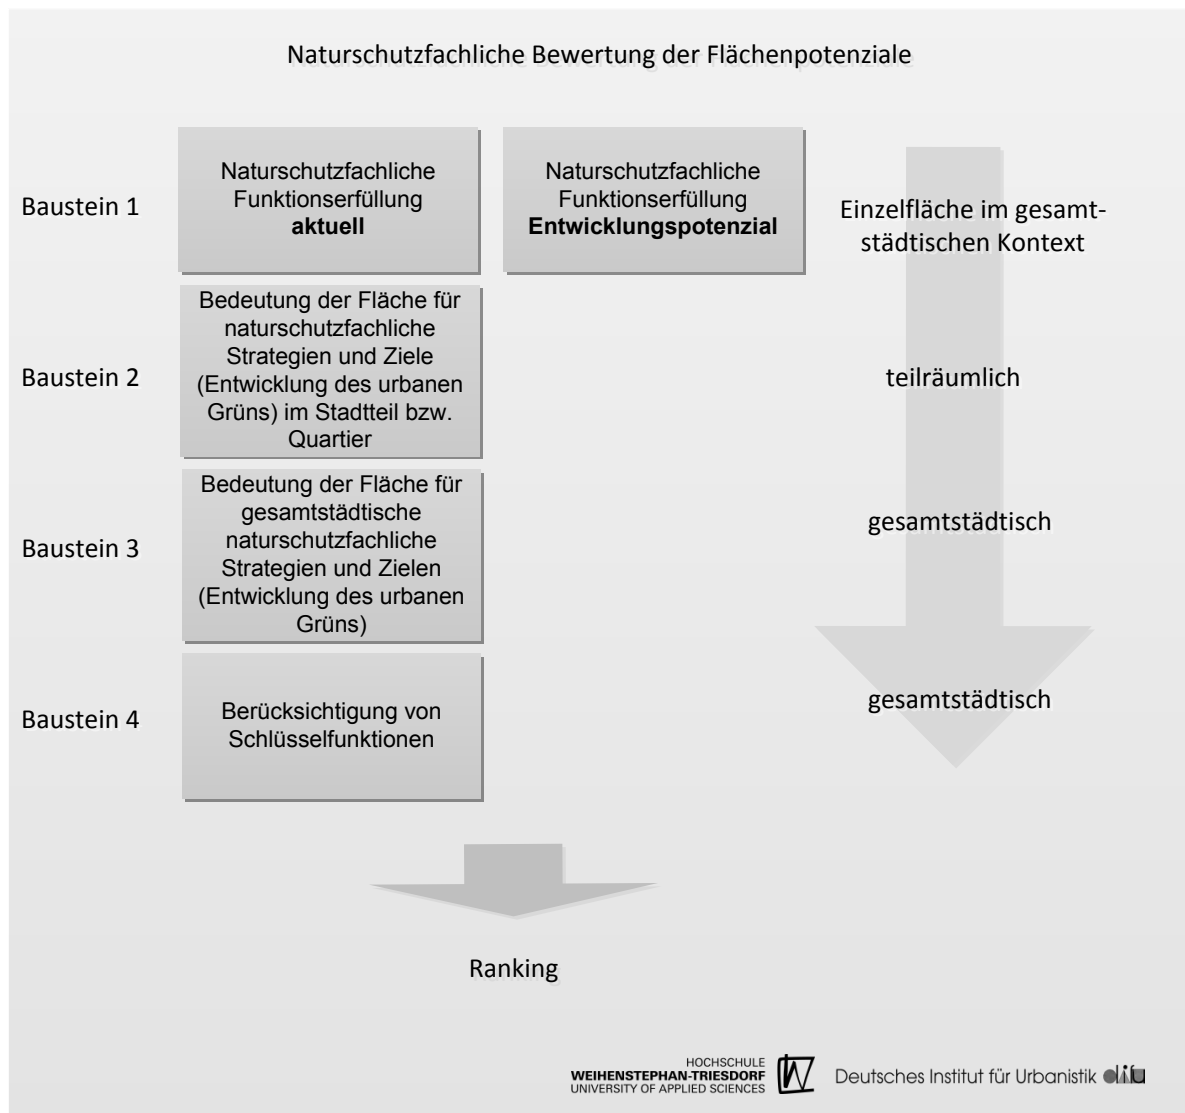 Naturschutzfachliche Bewertung der Flächenpotenziale
Baustein 1
Naturschutzfachliche
Funktionserfüllung
aktuell
Naturschutzfachliche
Funktionserfüllung
Entwicklungspotenzial
Einzelfläche im gesamt-
städtischen Kontext
Baustein 2
Bedeutung der Fläche für
naturschutzfachliche
Strategien und Ziele
(Entwicklung des urbanen
Grüns) im Stadtteil bzw.
Quartier
teilräumlich
Baustein 3
Bedeutung der Fläche für
gesamtstädtische
naturschutzfachliche
Strategien und Zielen
(Entwicklung des urbanen
Grüns)
gesamtstädtisch
Baustein 4
Berücksichtigung von
Schlüsselfunktionen
gesamtstädtisch
Ranking
HOCHSCHULE
WEIHENSTEPHAN-TRIESDORF
UNIVERSITY OF APPLIED SCIENCES
Deutsches Institut für Urbanistik difu